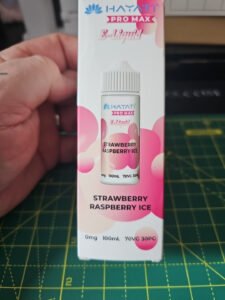 HAYATI
PRO MAX
E-Liquid
HAYATI
PRO MAX
E-Liquid
STRAWBERRY
RASPBERRY ICE
0mg 100mL 70VG 30PG
STRAWBERRY
RASPBERRY ICE
0mg 100mL 70VG 30PG